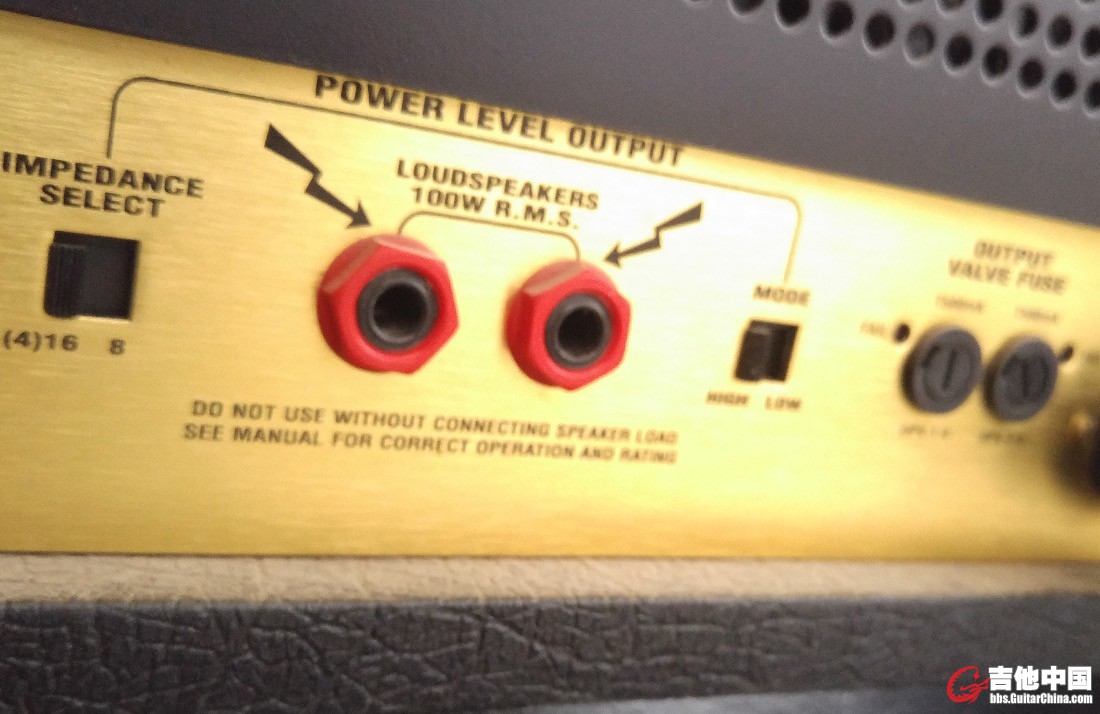 POWER LEVEL OUTPUT
IMPEDANCE
SELECT
(4)16 8
LOUDSPEAKERS
100W R.M.S.
MODE
HIGH LOW
OUTPUT
VALVE FUSE
DO NOT USE WITHOUT CONNECTING SPEAKER LOAD
SEE MANUAL FOR CORRECT OPERATION AND RATING
吉他中国
bbs.GuitarChina.com